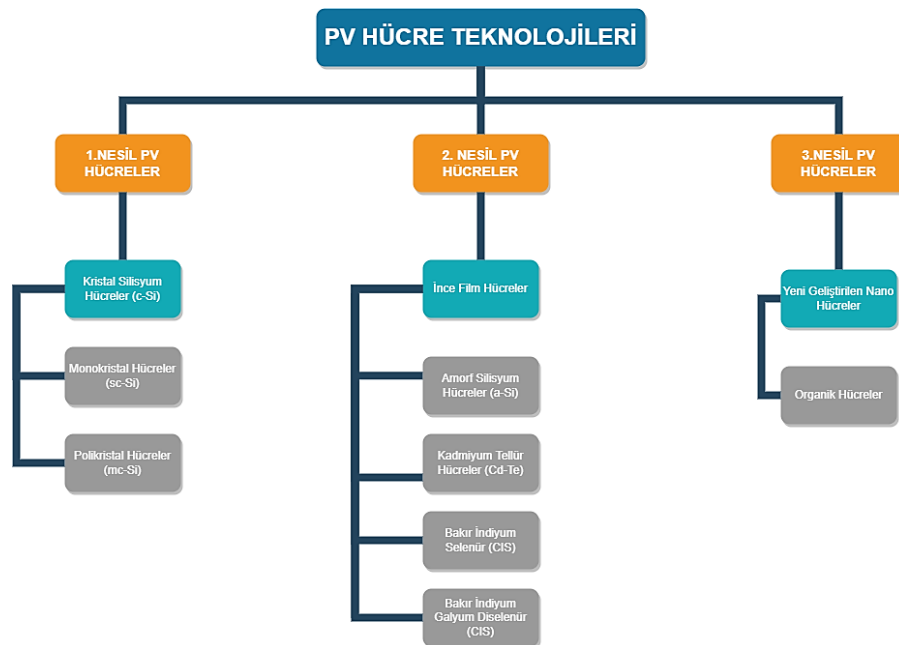 PV HÜCRE TEKNOLOJİLERİ
1.NESİL PV
HÜCRELER
2. NESİL PV
HÜCRELER
3.NESİL PV
HÜCRELER
Kristal Silisyum
Hücreler (c-Si)
Monokristal Hücreler
(sc-Si)
Polikristal Hücreler
(mc-Si)
İnce Film Hücreler
Amorf Silisyum
Hücreler (a-Si)
Kadmiyum Tellür
Hücreler (Cd-Te)
Bakır İndiyum
Selenür (CIS)
Bakır İndiyum
Galyum Diselenür
(CIS)
Yeni Geliştirilen Nano
Hücreler
Organik Hücreler